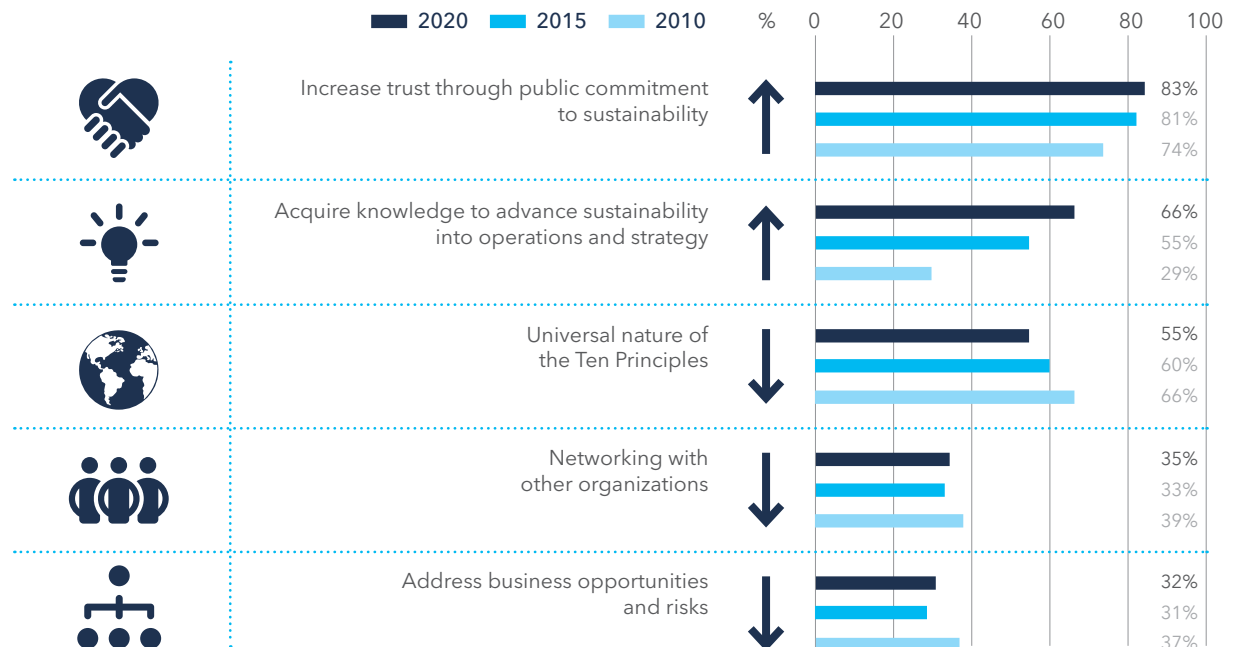 2020 2015 2010 % 0 20 40 60 80 100
Increase trust through public commitment
to sustainability
83%
81%
74%
Acquire knowledge to advance sustainability
into operations and strategy
66%
55%
29%
Universal nature of
the Ten Principles
55%
60%
66%
Networking with
other organizations
35%
33%
39%
Address business opportunities
and risks
32%
31%
37%